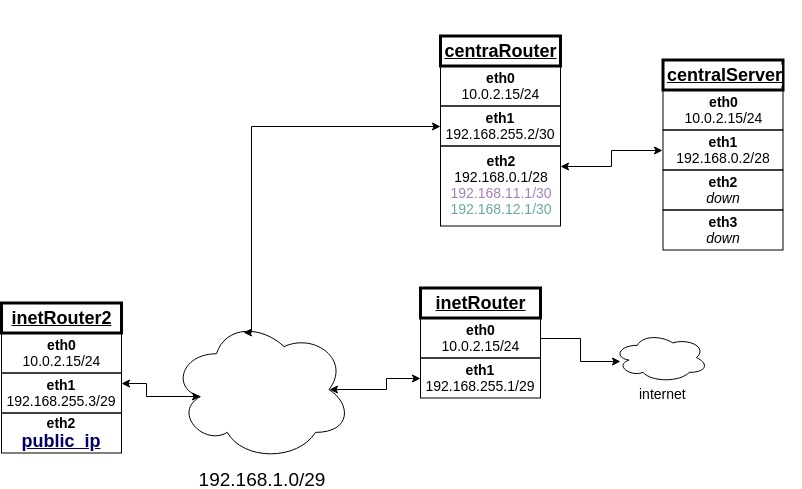 centraRouter
eth0
10.0.2.15/24
eth1
192.168.255.2/30
eth2
192.168.0.1/28
192.168.11.1/30
192.168.12.1/30
centralServer
eth0
10.0.2.15/24
eth1
192.168.0.2/28
eth2
down
eth3
down
inetRouter2
eth0
10.0.2.15/24
eth1
192.168.255.3/29
eth2
public_ip
inetRouter
eth0
10.0.2.15/24
eth1
192.168.255.1/29
internet
192.168.1.0/29